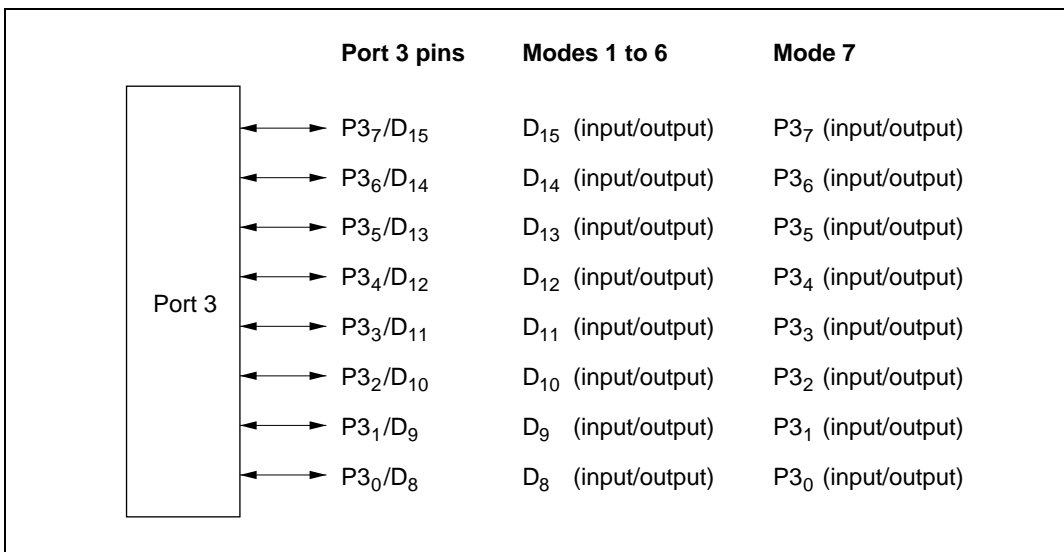 Port 3 pins Modes 1 to 6 Mode 7
P3₇/D₁₅ D₁₅ (input/output) P3₇ (input/output)
P3₆/D₁₄ D₁₄ (input/output) P3₆ (input/output)
P3₅/D₁₃ D₁₃ (input/output) P3₅ (input/output)
P3₄/D₁₂ D₁₂ (input/output) P3₄ (input/output)
Port 3
P3₃/D₁₁ D₁₁ (input/output) P3₃ (input/output)
P3₂/D₁₀ D₁₀ (input/output) P3₂ (input/output)
P3₁/D₉ D₉ (input/output) P3₁ (input/output)
P3₀/D₈ D₈ (input/output) P3₀ (input/output)